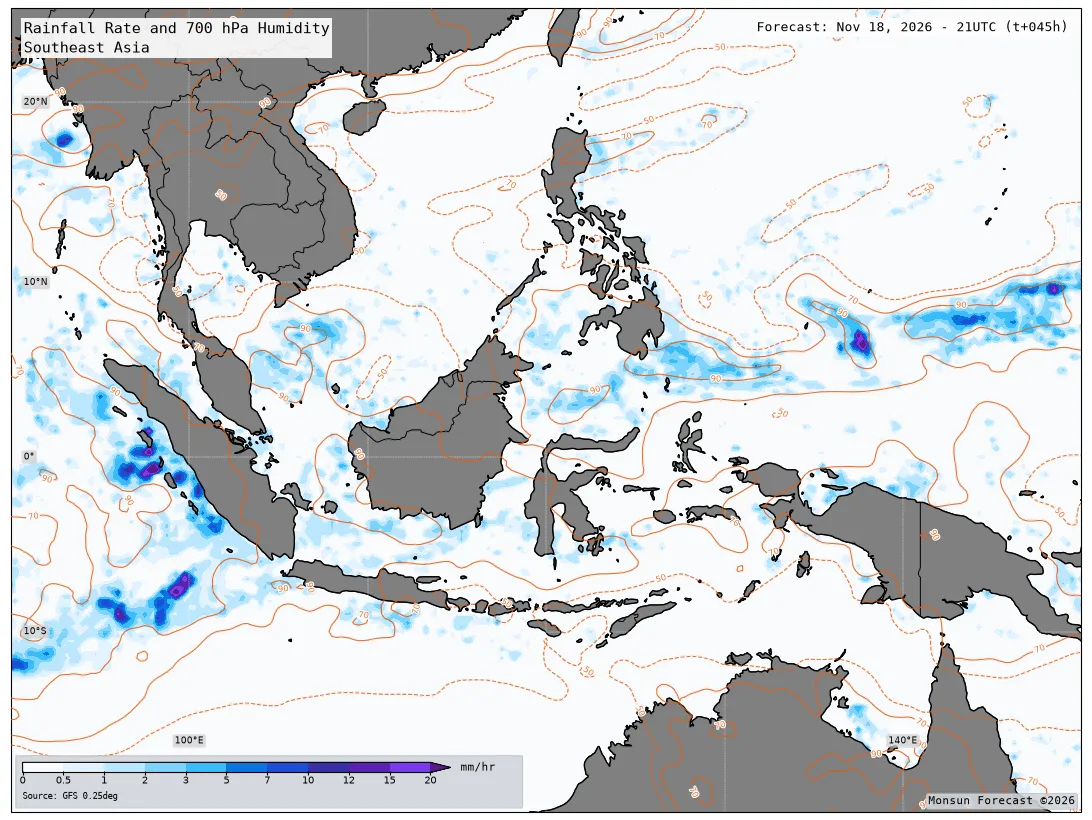 Rainfall Rate and 700 hPa Humidity
Southeast Asia
Forecast: Nov 18, 2026 - 21UTC (t+045h)
20°N
10°N
0°
10°S
100°E
140°E
0 0.5 1 2 3 5 7 10 12 15 20 mm/hr
Source: GFS 0.25deg
Monsun Forecast ©2026